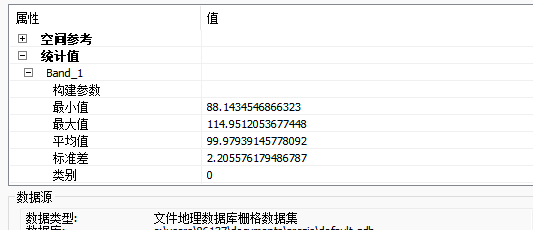 属性 值
空间参考
统计值
Band_1
构建参数
最小值 88.1434546866323
最大值 114.9512053677448
平均值 99.97939145778092
标准差 2.205576179486787
类别 0
数据源
数据类型: 文件地理数据库栅格数据集